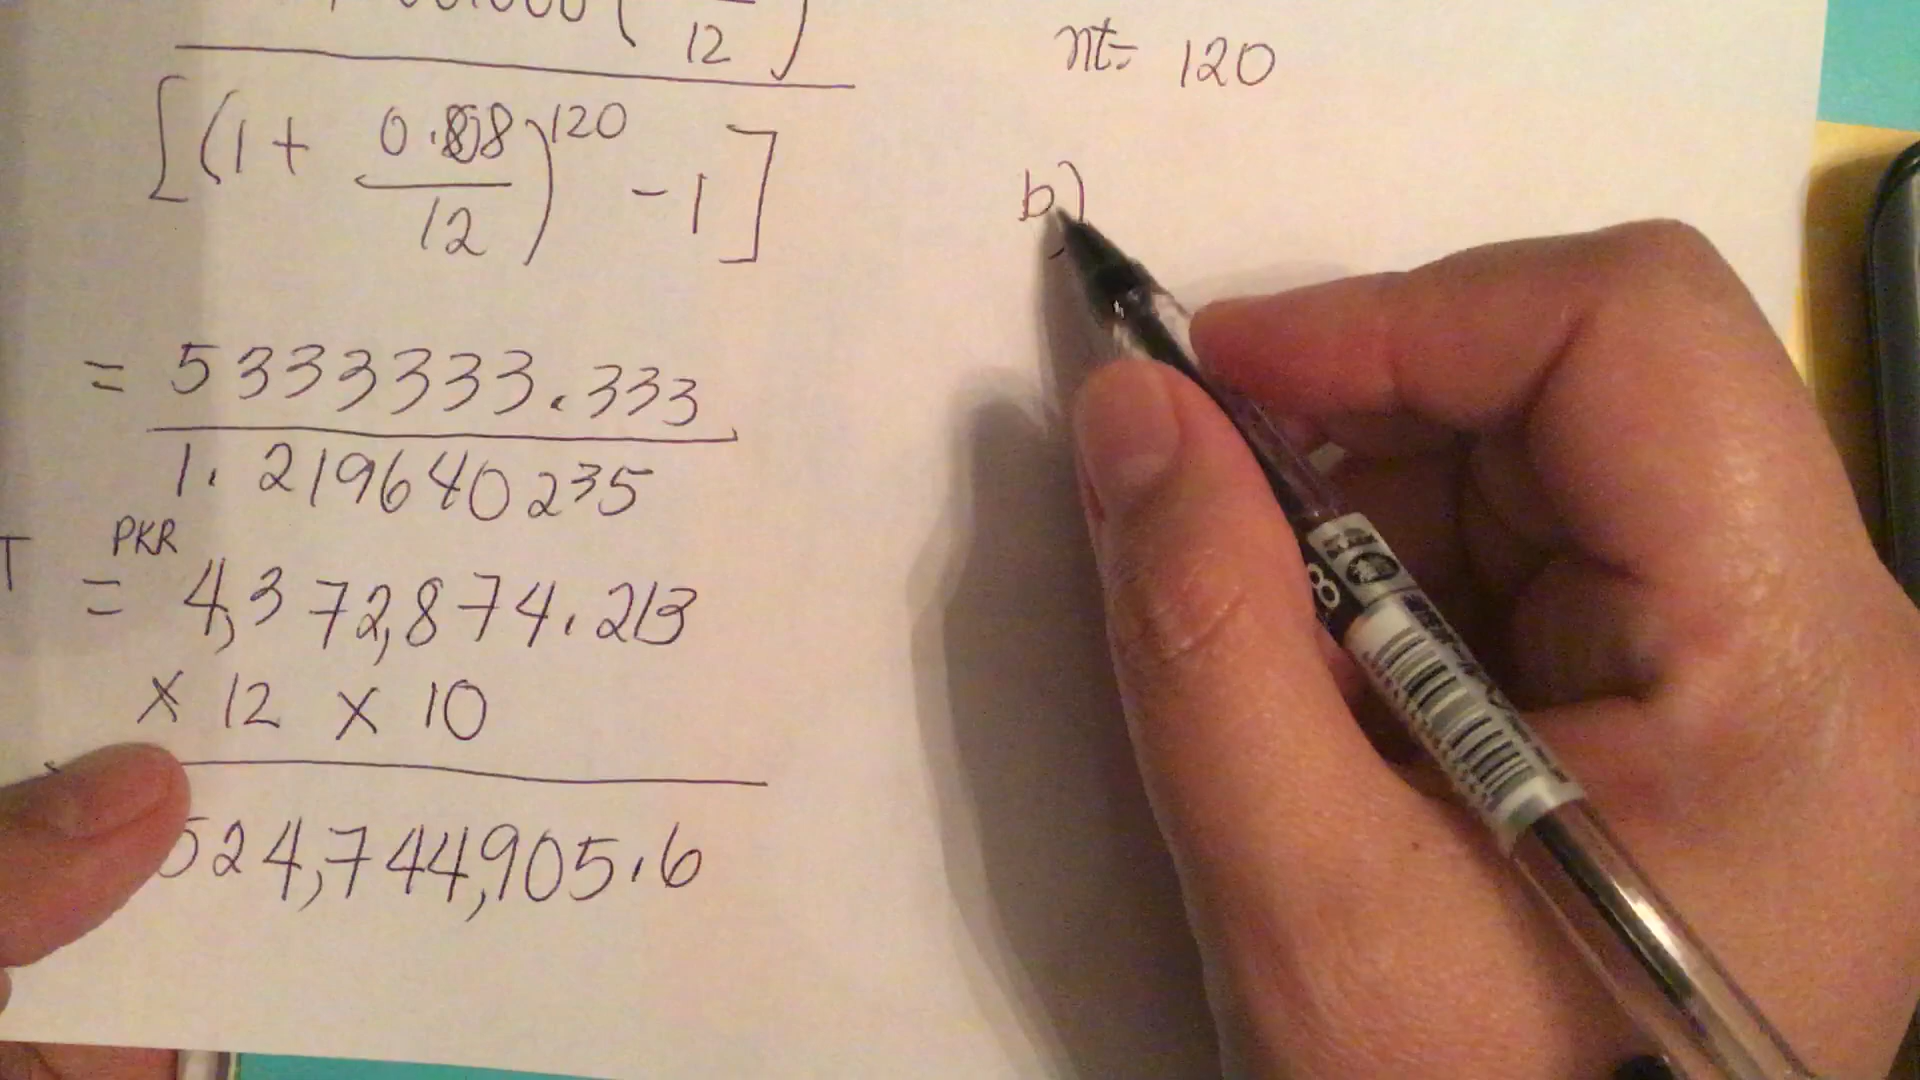 12
[(1 + 0.08 / 12)^120 - 1]
= 5333333.333
1.219640235
T = PKR 4,372,874.213
x 12 x 10
524,744,905.6
nt= 120
b)
8